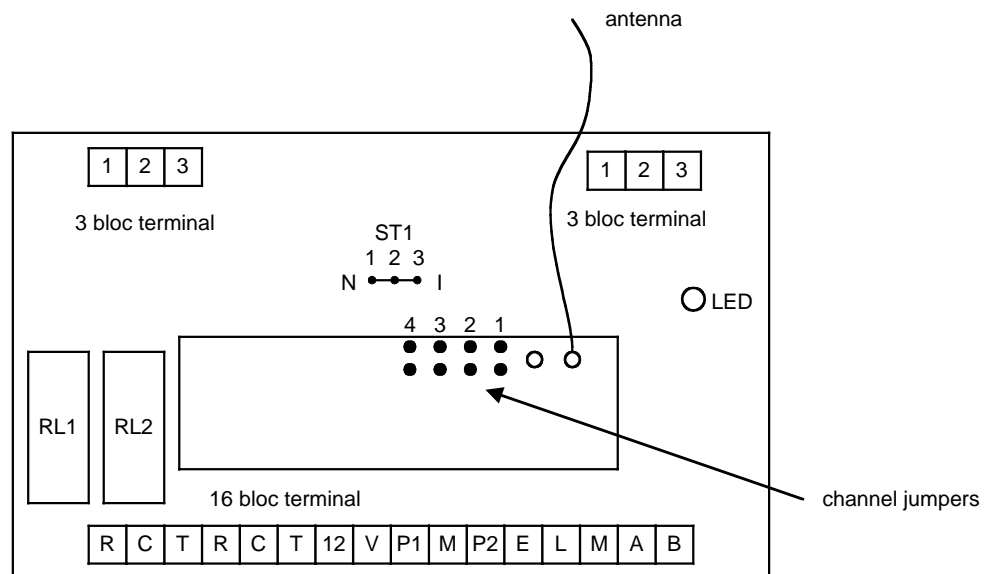 antenna
1 2 3
1 2 3
3 bloc terminal
3 bloc terminal
ST1
1 2 3
N I
LED
4 3 2 1
RL1 RL2
16 bloc terminal
channel jumpers
R C T R C T 12 V P1 M P2 E L M A B